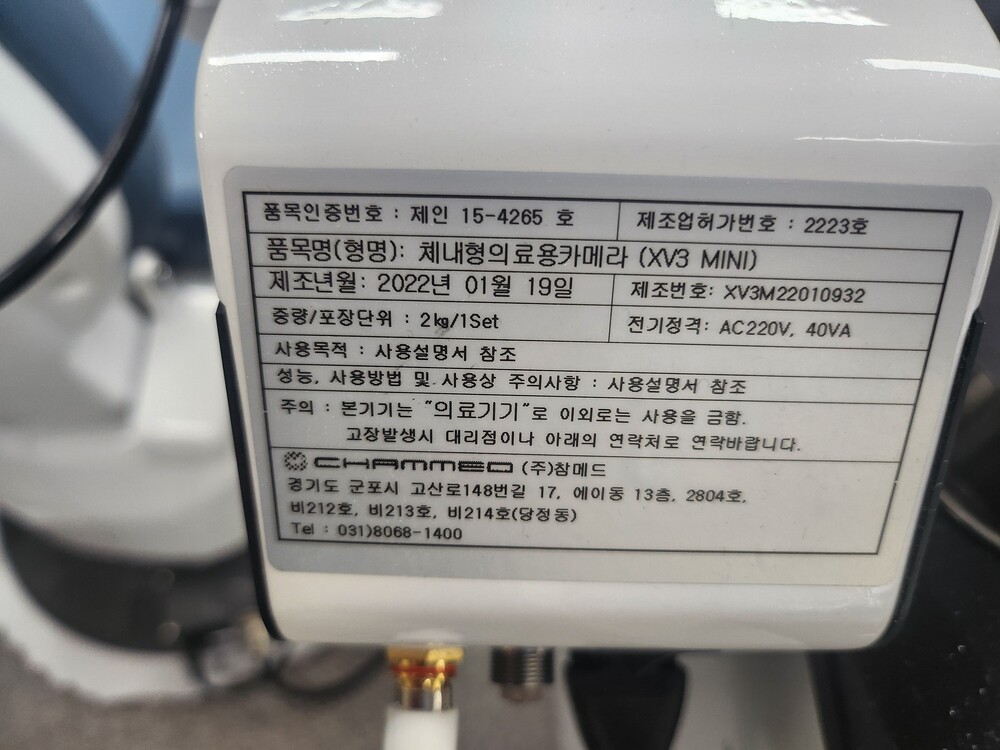 품목인증번호 : 제인 15-4265 호
제조업허가번호 : 2223호
품목명(형명): 체내형의료용카메라 (XV3 MINI)
제조년월: 2022년 01월 19일
제조번호: XV3M22010932
중량/포장단위 : 2kg/1Set
전기정격: AC220V, 40VA
사용목적 : 사용설명서 참조
성능, 사용방법 및 사용상 주의사항 : 사용설명서 참조
주의 : 본기기는 "의료기기"로 이외로는 사용을 금함.
고장발생시 대리점이나 아래의 연락처로 연락바랍니다.
CHAMMED (주)참메드
경기도 군포시 고산로148번길 17, 에이동 13층, 2804호,
비212호, 비213호, 비214호(당정동)
Tel : 031)8068-1400